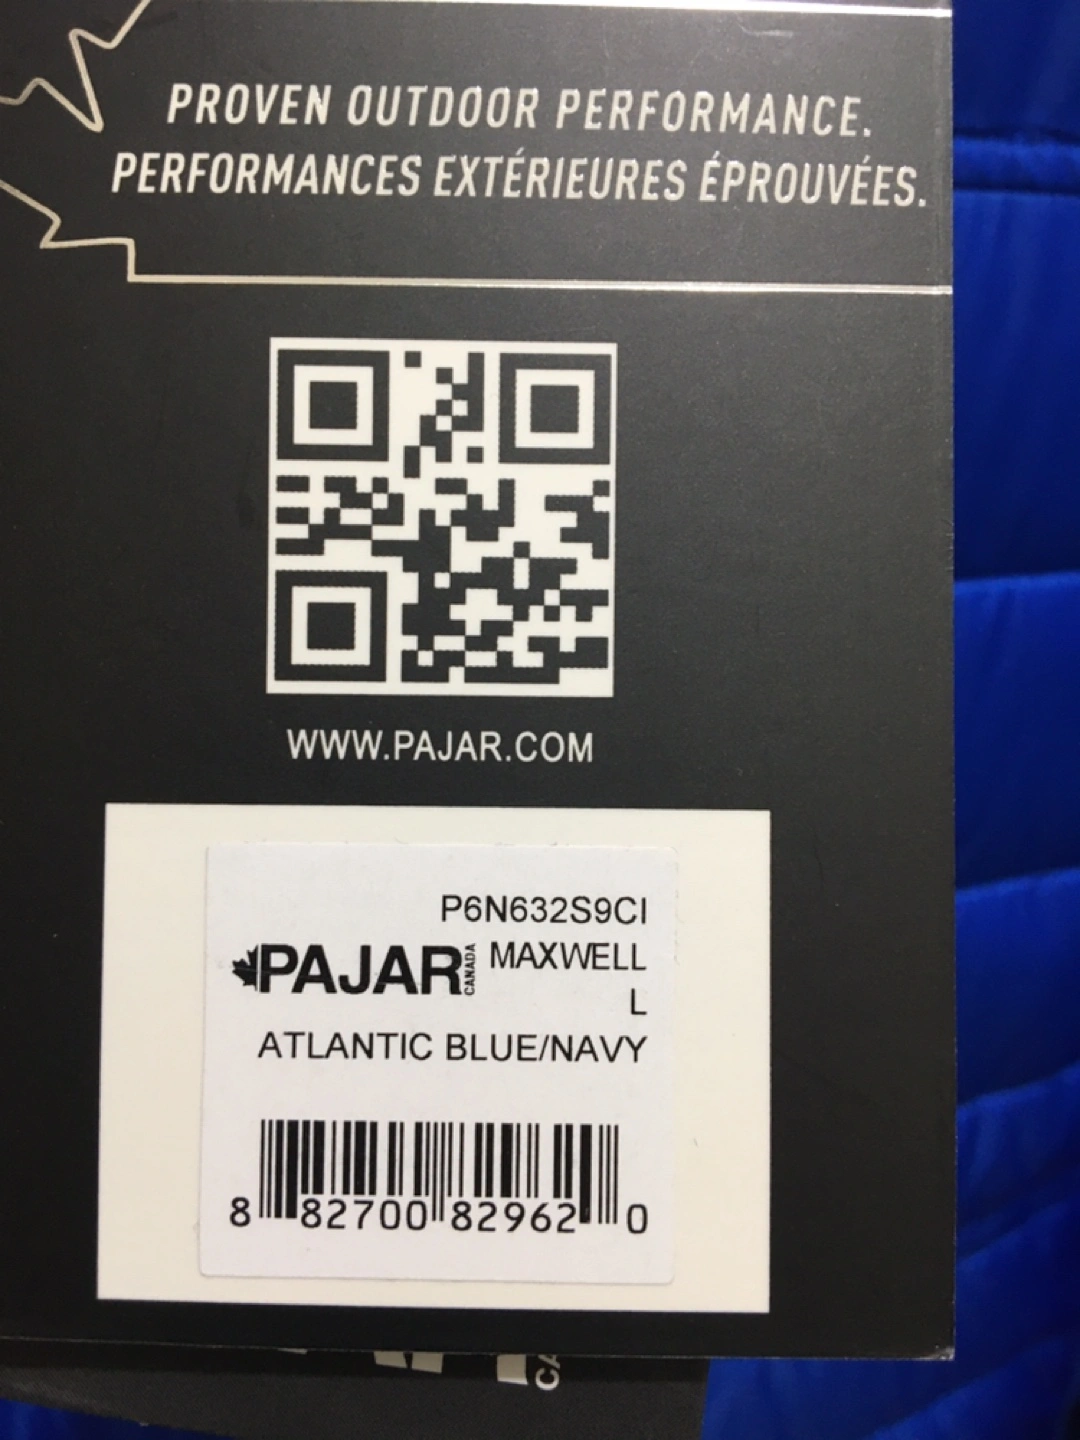 PROVEN OUTDOOR PERFORMANCE.
PERFORMANCES EXTÉRIEURES ÉPROUVÉES.
WWW.PAJAR.COM
P6N632S9CI
PAJAR CANADA MAXWELL
L
ATLANTIC BLUE/NAVY
8 82700 82962 0